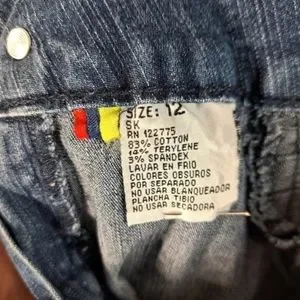 SIZE: 12
SK
RN 122775
83% COTTON
14% TERYLENE
3% SPANDEX
LAVAR EN FRIO
COLORES OBSUROS
POR SEPARADO
NO USAR BLANQUEADOR
PLANCHA TIBIO
NO USAR SECADORA